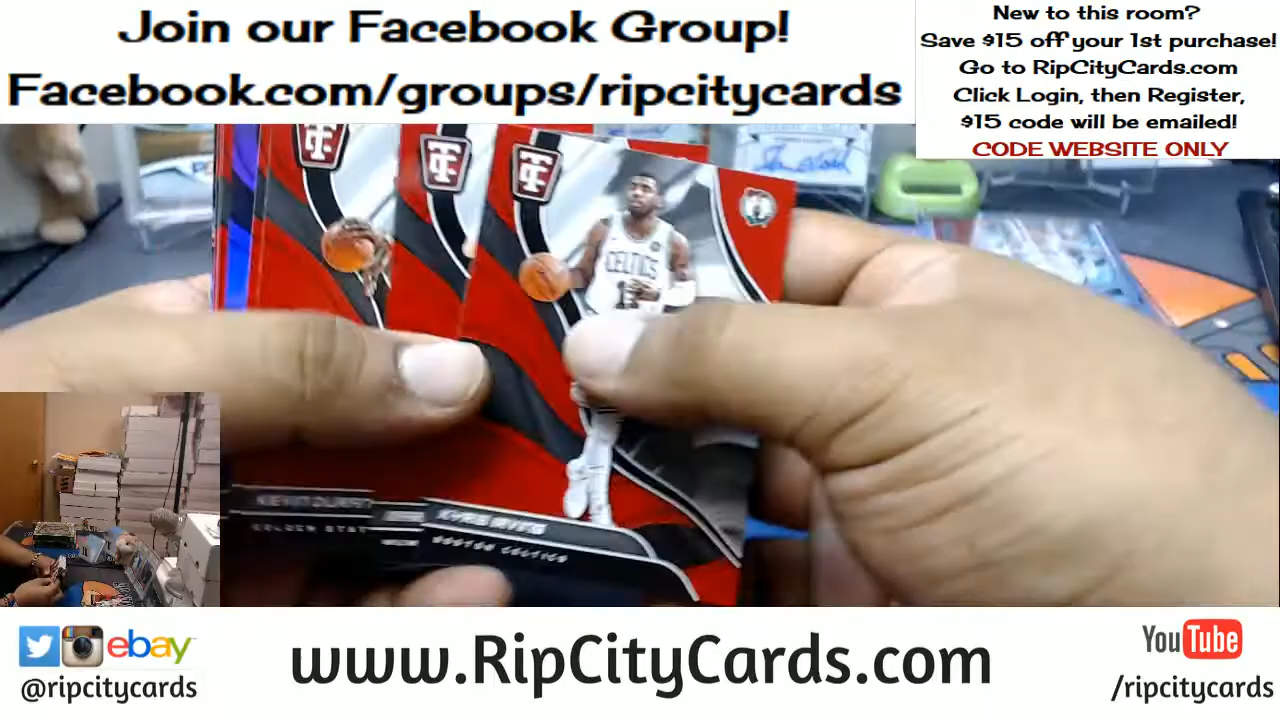 Join our Facebook Group!
Facebook.com/groups/ripcitycards
New to this room?
Save $15 off your 1st purchase!
Go to RipCityCards.com
Click Login, then Register,
$15 code will be emailed!
CODE WEBSITE ONLY
CELTICS
KYRIE IRVING
BOSTON CELTICS
KEVIN DURANT
GOLDEN STAT
ebay
@ripcitycards
www.RipCityCards.com
YouTube
/ripcitycards